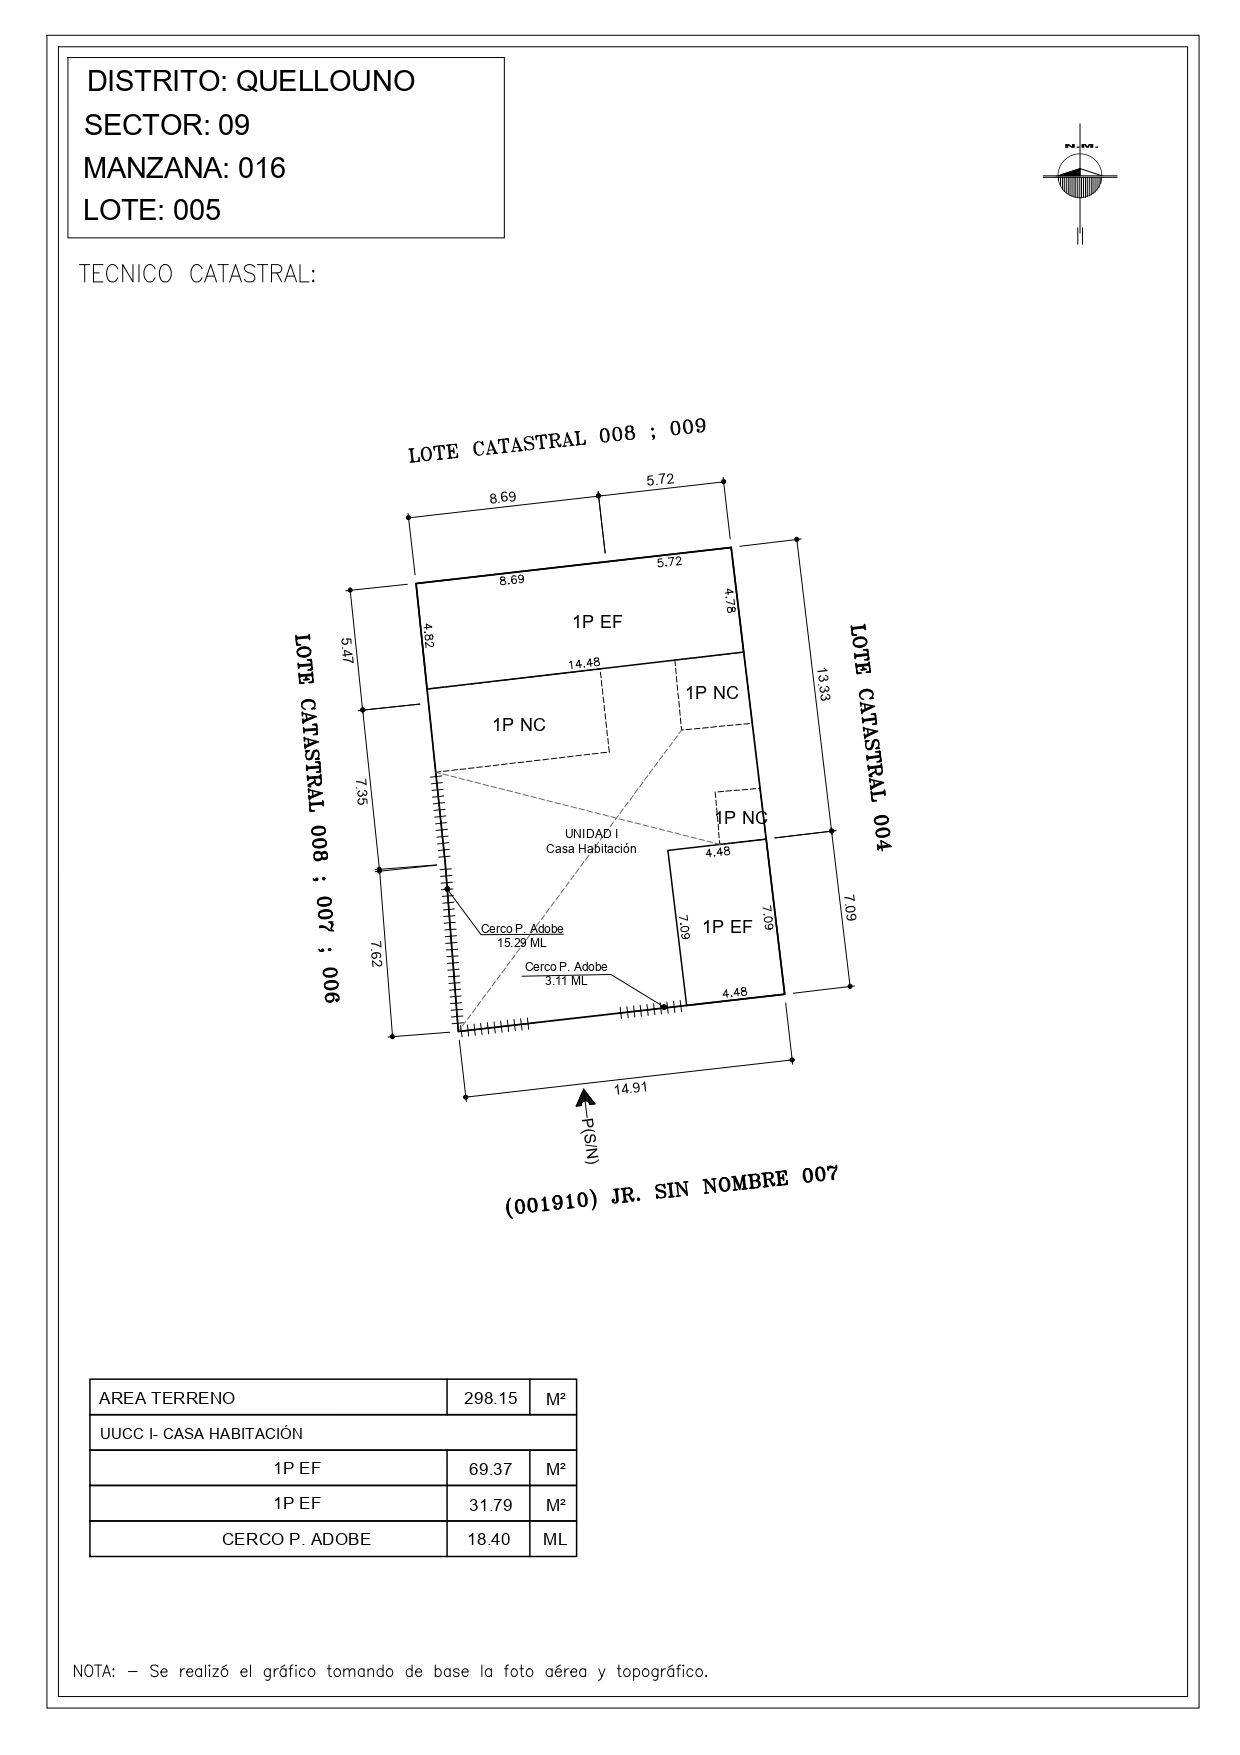 DISTRITO: QUELLOUNO
SECTOR: 09
MANZANA: 016
LOTE: 005
N.M.
TECNICO CATASTRAL:
LOTE CATASTRAL 008 ; 009
8.69
5.72
8.69
5.72
4.82
4.78
1P EF
14.48
5.47
7.35
7.62
LOTE CATASTRAL 008 ; 007 ; 006
13.33
7.09
LOTE CATASTRAL 004
1P NC
1P NC
1P NC
UNIDAD I
Casa Habitación
4.48
7.09
7.09
1P EF
4.48
Cerco P. Adobe
15.29 ML
Cerco P. Adobe
3.11 ML
14.91
P(S/N)
(001910) JR. SIN NOMBRE 007
AREA TERRENO 298.15 M²
UUCC I- CASA HABITACIÓN
1P EF 69.37 M²
1P EF 31.79 M²
CERCO P. ADOBE 18.40 ML
NOTA: – Se realizó el gráfico tomando de base la foto aérea y topográfico.